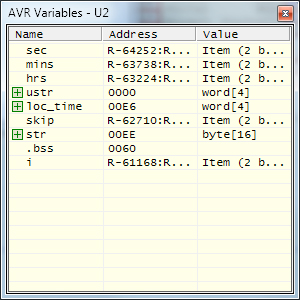 AVR Variables - U2
Name Address Value
sec R-64252:R... Item (2 b...
mins R-63738:R... Item (2 b...
hrs R-63224:R... Item (2 b...
ustr 0000 word[4]
loc_time 00E6 word[4]
skip R-62710:R... Item (2 b...
str 00EE byte[16]
.bss 0060
i R-61168:R... Item (2 b...